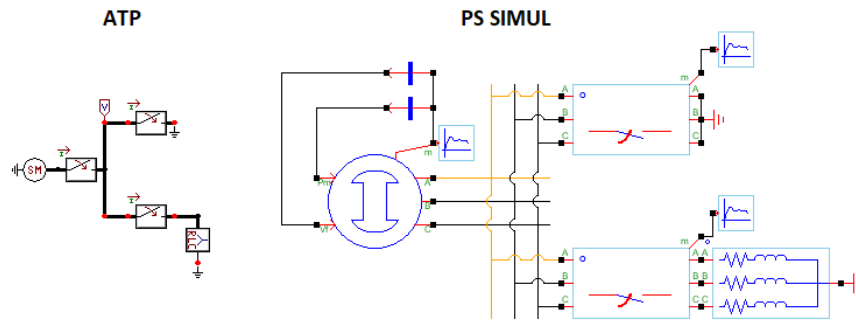 ATP
PS SIMUL
V
I
I
SM
I
RLC
m
A A
B B
C C
m
Pm A
B
Vf C
m
A A A
B B B
C C C